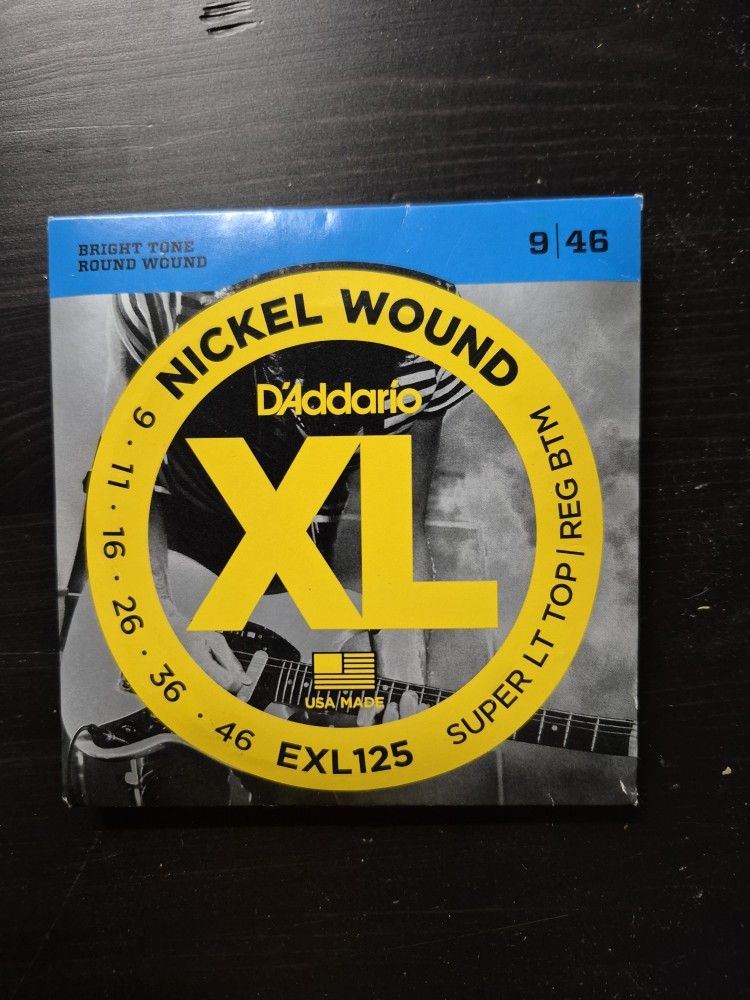 BRIGHT TONE
ROUND WOUND
9|46
NICKEL WOUND
D'Addario
XL
USA MADE
9 · 11 · 16 · 26 · 36 · 46
EXL125
SUPER LT TOP | REG BTM